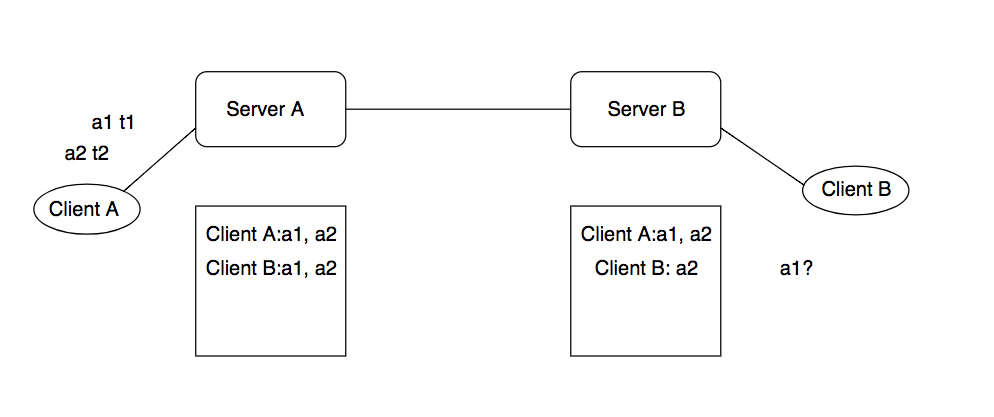 Server A
Server B
a1 t1
a2 t2
Client A
Client B
Client A:a1, a2
Client B:a1, a2
Client A:a1, a2
Client B: a2
a1?